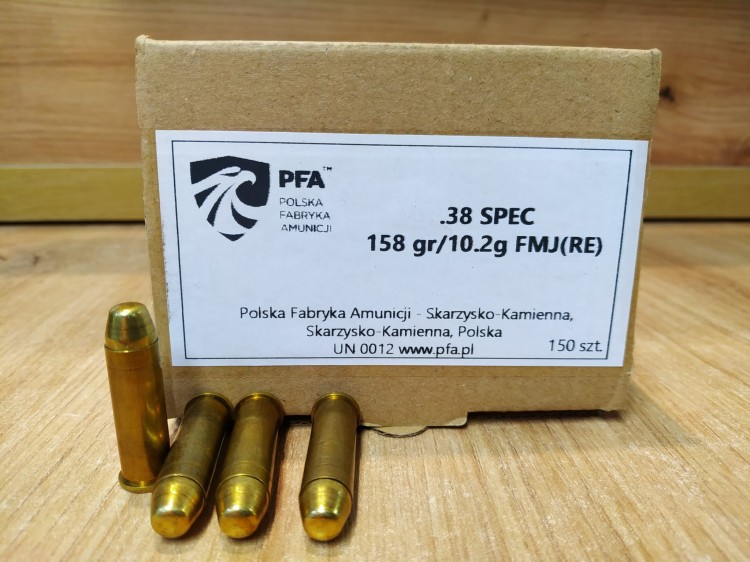 PFA™
POLSKA
FABRYKA
AMUNICJI
.38 SPEC
158 gr/10.2g FMJ(RE)
Polska Fabryka Amunicji - Skarzysko-Kamienna,
Skarzysko-Kamienna, Polska
UN 0012 www.pfa.pl
150 szt.